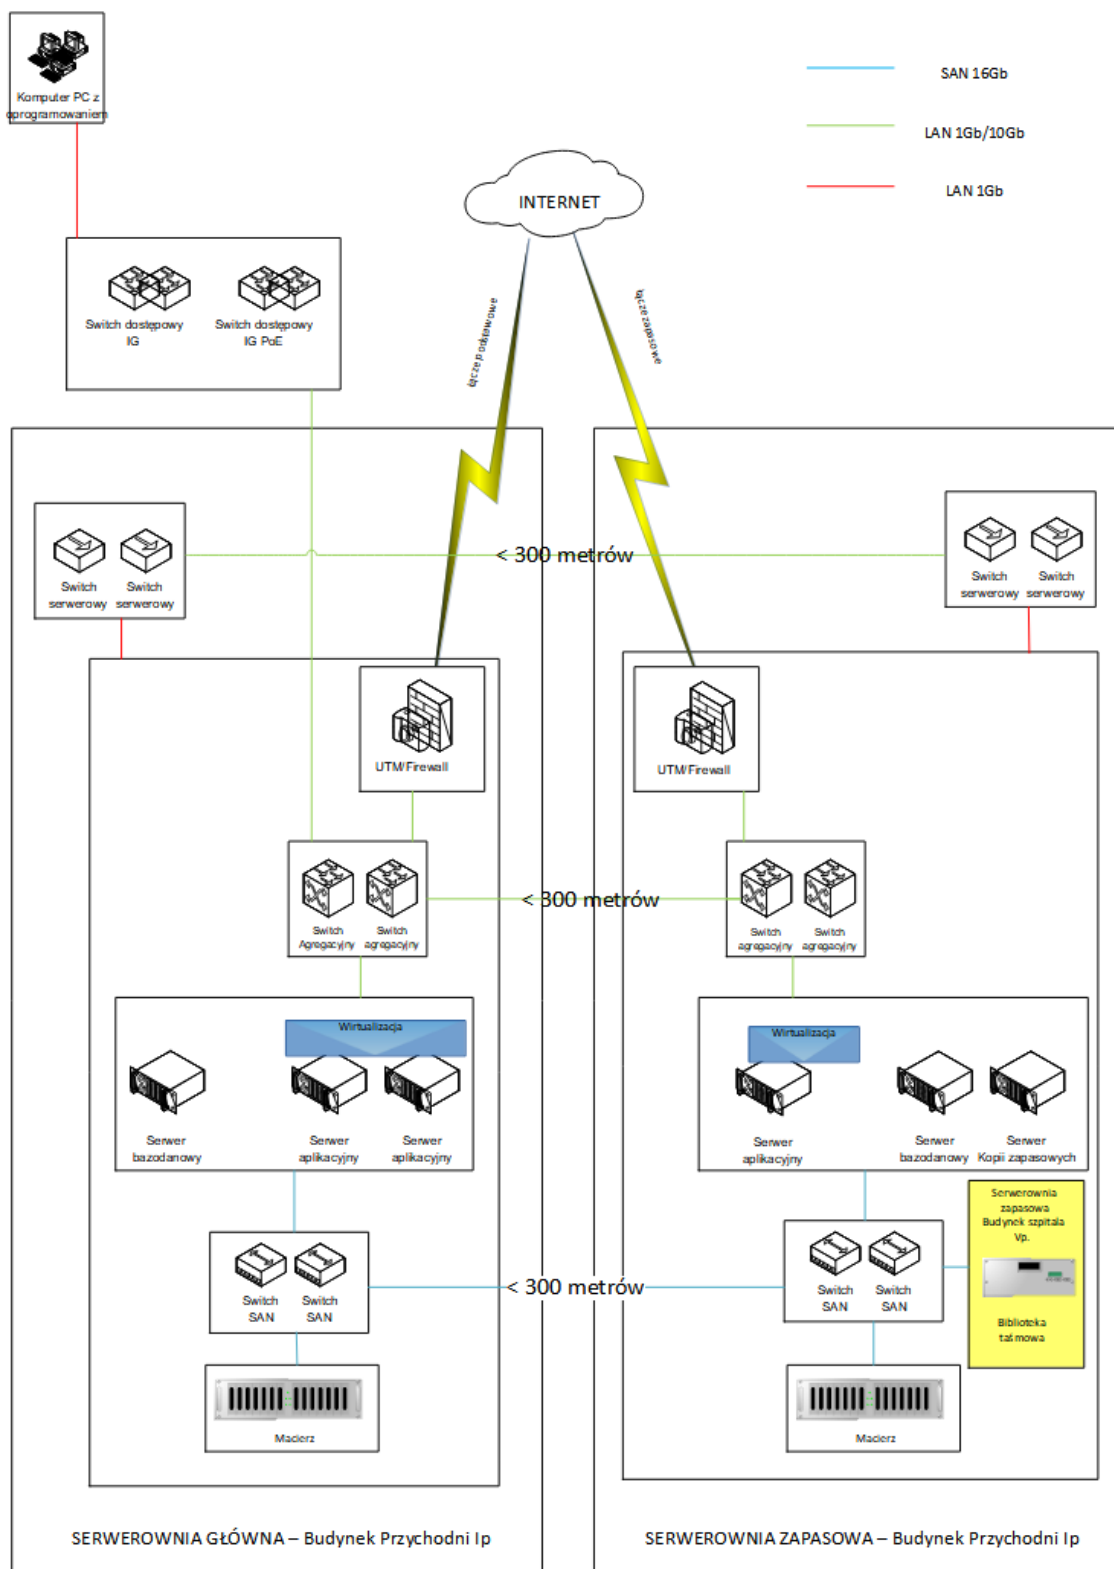 Komputer PC z
oprogramowaniem
SAN 16Gb
LAN 1Gb/10Gb
LAN 1Gb
INTERNET
łącze podstawowe
łącze zapasowe
Switch dostępowy
IG
Switch dostępowy
IG PoE
< 300 metrów
Switch
serwerowy
Switch
serwerowy
Switch
serwerowy
Switch
serwerowy
UTM/Firewall
UTM/Firewall
< 300 metrów
Switch
Agregacyjny
Switch
agregacyjny
Switch
agregacyjny
Switch
agregacyjny
Wirtualizacja
Wirtualizacja
Serwer
bazodanowy
Serwer
aplikacyjny
Serwer
aplikacyjny
Serwer
aplikacyjny
Serwer
bazodanowy
Serwer
Kopii zapasowych
Serwerownia
zapasowa
Budynek szpitala
Vp.
Biblioteka
taśmowa
Switch
SAN
Switch
SAN
< 300 metrów
Switch
SAN
Switch
SAN
Macierz
Macierz
SERWEROWNIA GŁÓWNA – Budynek Przychodni Ip
SERWEROWNIA ZAPASOWA – Budynek Przychodni Ip